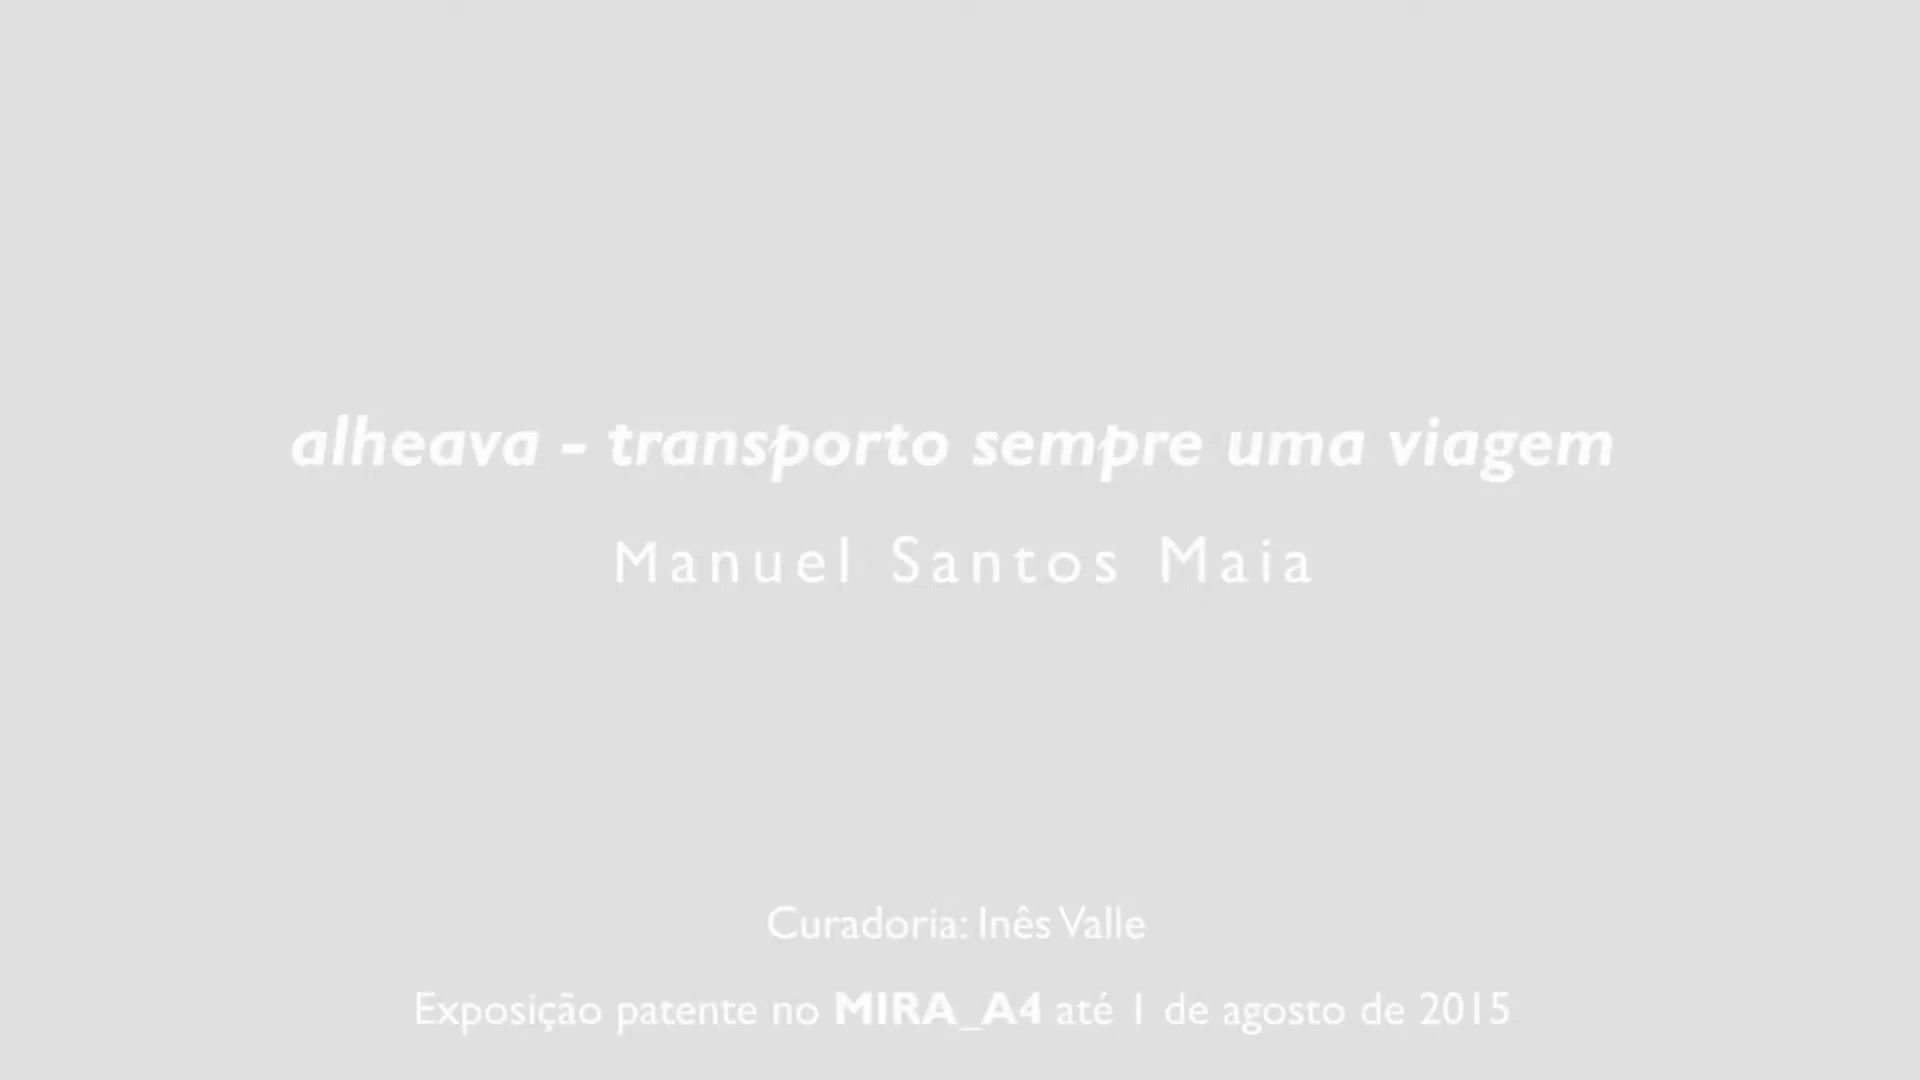 alheava - transporto sempre uma viagem
Manuel Santos Maia
Curadoria: Inês Valle
Exposição patente no MIRA_A4 até 1 de agosto de 2015